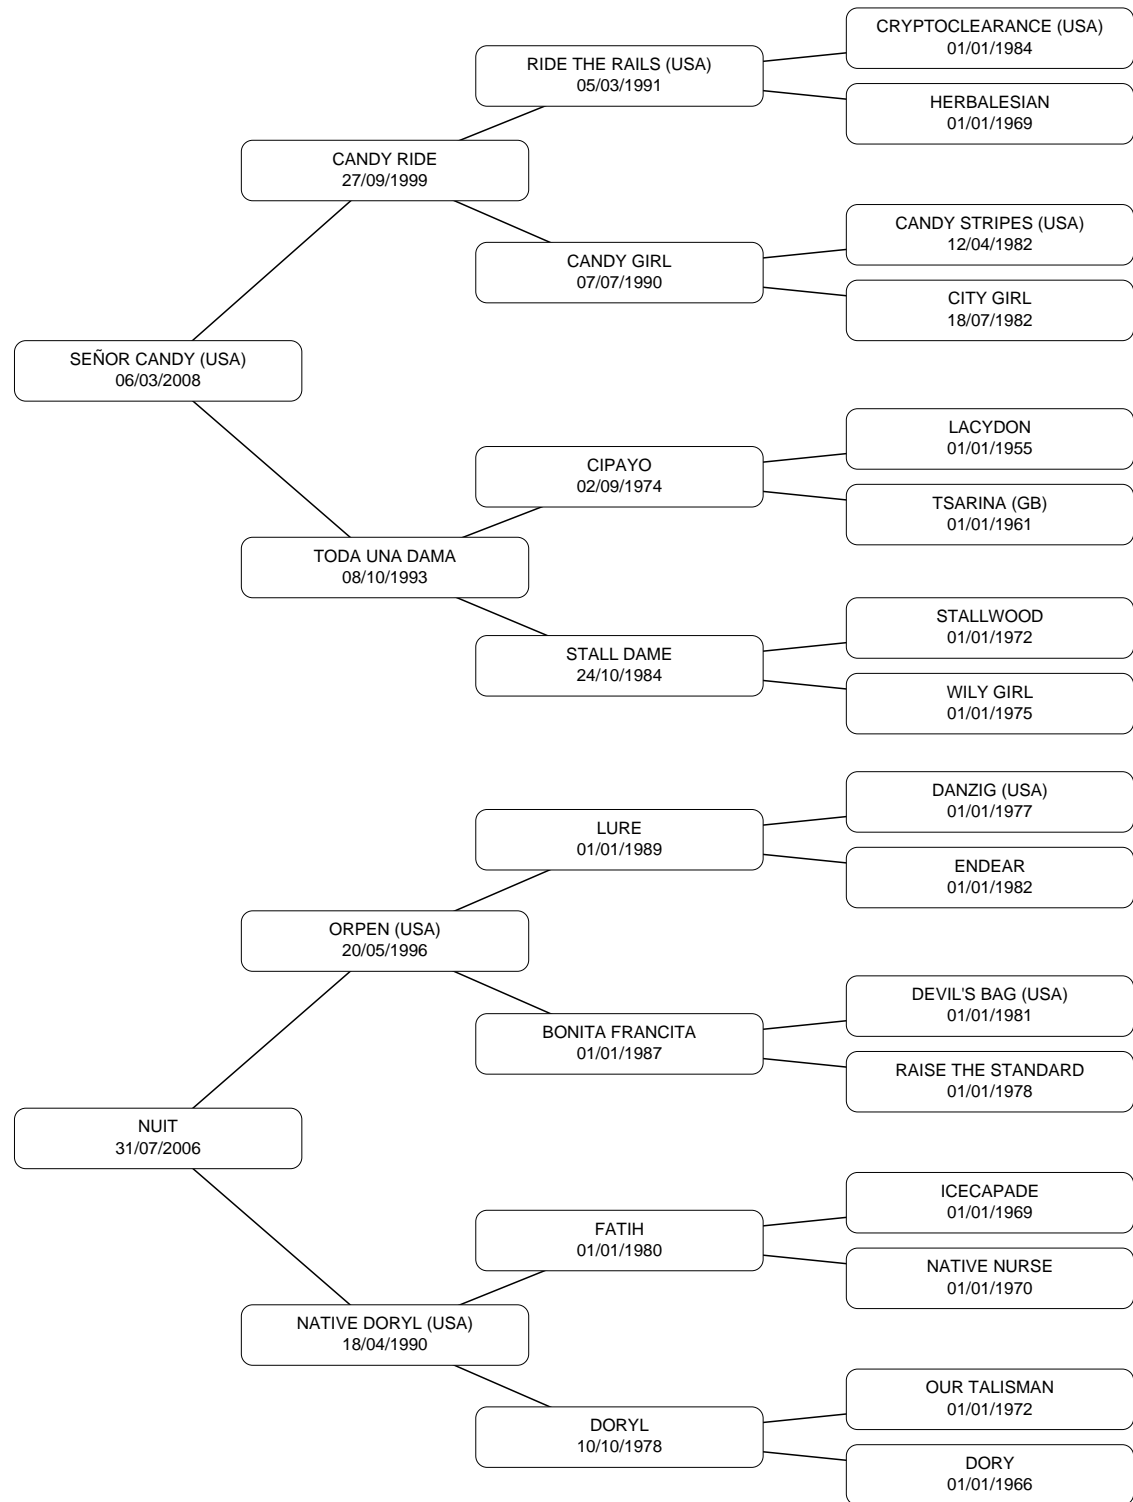 CRYPTOCLEARANCE (USA)
01/01/1984
RIDE THE RAILS (USA)
05/03/1991
HERBALESIAN
01/01/1969
CANDY RIDE
27/09/1999
CANDY STRIPES (USA)
12/04/1982
CANDY GIRL
07/07/1990
CITY GIRL
18/07/1982
SEÑOR CANDY (USA)
06/03/2008
LACYDON
01/01/1955
CIPAYO
02/09/1974
TSARINA (GB)
01/01/1961
TODA UNA DAMA
08/10/1993
STALLWOOD
01/01/1972
STALL DAME
24/10/1984
WILY GIRL
01/01/1975
DANZIG (USA)
01/01/1977
LURE
01/01/1989
ENDEAR
01/01/1982
ORPEN (USA)
20/05/1996
DEVIL'S BAG (USA)
01/01/1981
BONITA FRANCITA
01/01/1987
RAISE THE STANDARD
01/01/1978
NUIT
31/07/2006
ICECAPADE
01/01/1969
FATIH
01/01/1980
NATIVE NURSE
01/01/1970
NATIVE DORYL (USA)
18/04/1990
OUR TALISMAN
01/01/1972
DORYL
10/10/1978
DORY
01/01/1966